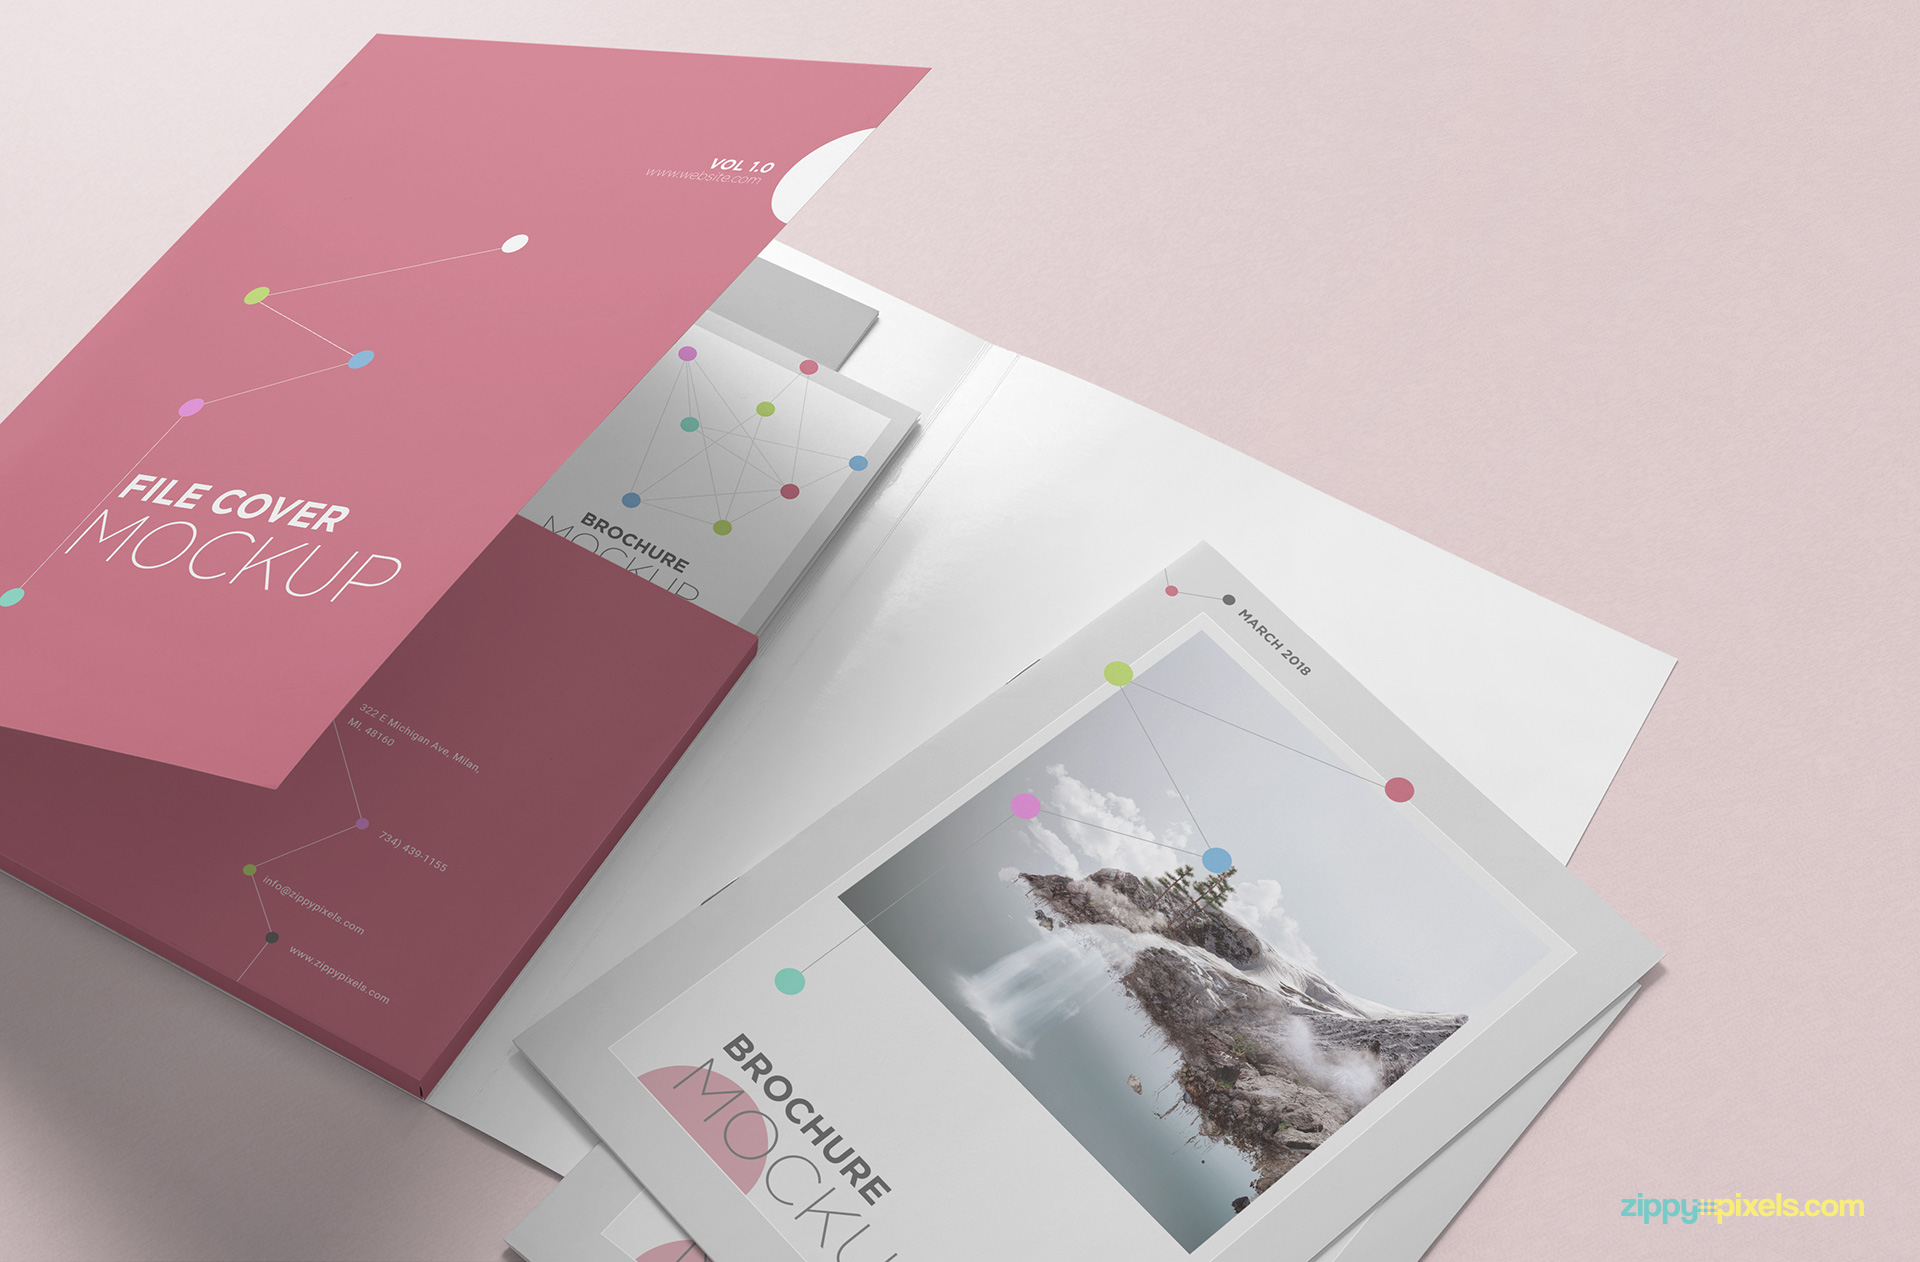 VOL 1.0
www.website.com
FILE COVER
MOCKUP
BROCHURE
MOCKUP
322 E Michigan Ave, Milan,
MI. 48160
734) 439-1155
info@zippypixels.com
www.zippypixels.com
MARCH 2018
BROCHURE
MOCKU
zippypixels.com